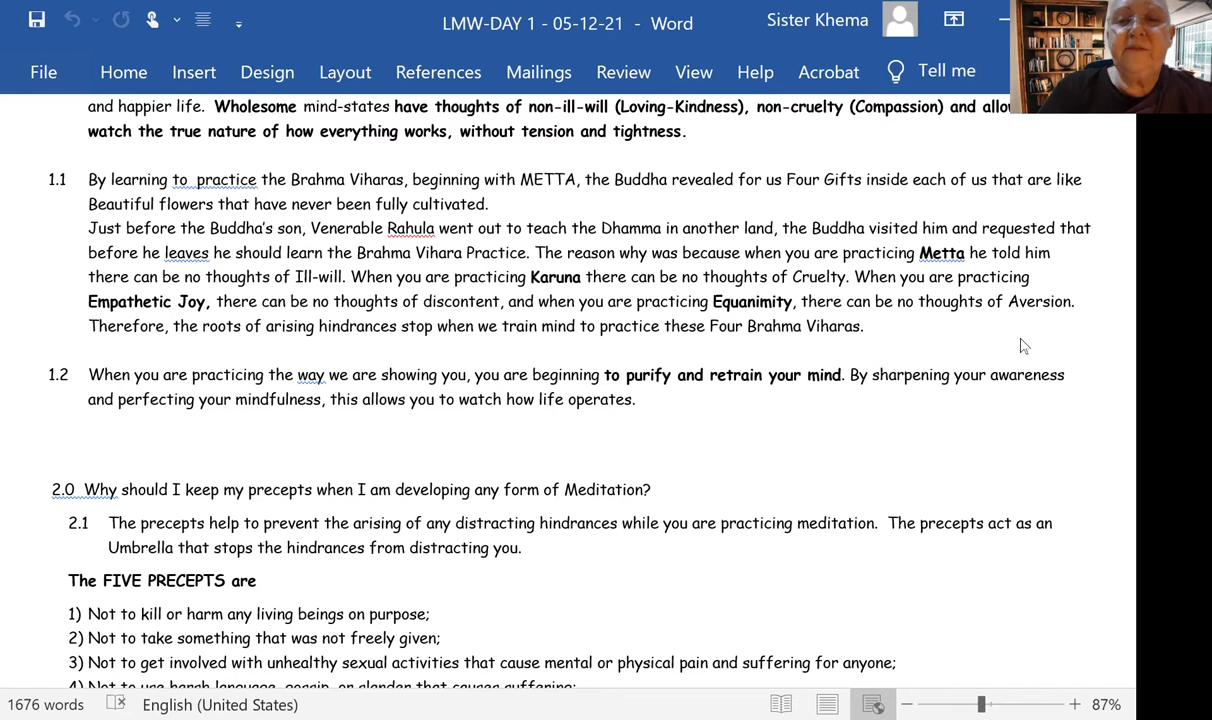 LMW-DAY 1 - 05-12-21 - Word
Sister Khema
File Home Insert Design Layout References Mailings Review View Help Acrobat Tell me
and happier life. Wholesome mind-states have thoughts of non-ill-will (Loving-Kindness), non-cruelty (Compassion) and
watch the true nature of how everything works, without tension and tightness.
1.1 By learning to practice the Brahma Viharas, beginning with METTA, the Buddha revealed for us Four Gifts inside each of us that are like
Beautiful flowers that have never been fully cultivated.
Just before the Buddha's son, Venerable Rahula went out to teach the Dhamma in another land, the Buddha visited him and requested that
before he leaves he should learn the Brahma Vihara Practice. The reason why was because when you are practicing Metta he told him
there can be no thoughts of Ill-will. When you are practicing Karuna there can be no thoughts of Cruelty. When you are practicing
Empathetic Joy, there can be no thoughts of discontent, and when you are practicing Equanimity, there can be no thoughts of Aversion.
Therefore, the roots of arising hindrances stop when we train mind to practice these Four Brahma Viharas.
1.2 When you are practicing the way we are showing you, you are beginning to purify and retrain your mind. By sharpening your awareness
and perfecting your mindfulness, this allows you to watch how life operates.
2.0 Why should I keep my precepts when I am developing any form of Meditation?
2.1 The precepts help to prevent the arising of any distracting hindrances while you are practicing meditation. The precepts act as an
Umbrella that stops the hindrances from distracting you.
The FIVE PRECEPTS are
1) Not to kill or harm any living beings on purpose;
2) Not to take something that was not freely given;
3) Not to get involved with unhealthy sexual activities that cause mental or physical pain and suffering for anyone;
4) Not to use harsh language, gossip, or slander that causes suffering;
1676 words English (United States) 87%